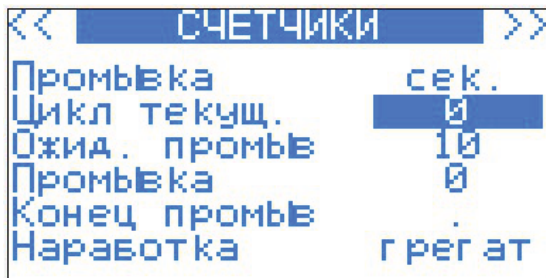 << СЧЕТЧИКИ >>
Промывка сек.
Цикл текущ. 0
Ожид. промыв 10
Промывка 0
Конец промыв .
Наработка грегат